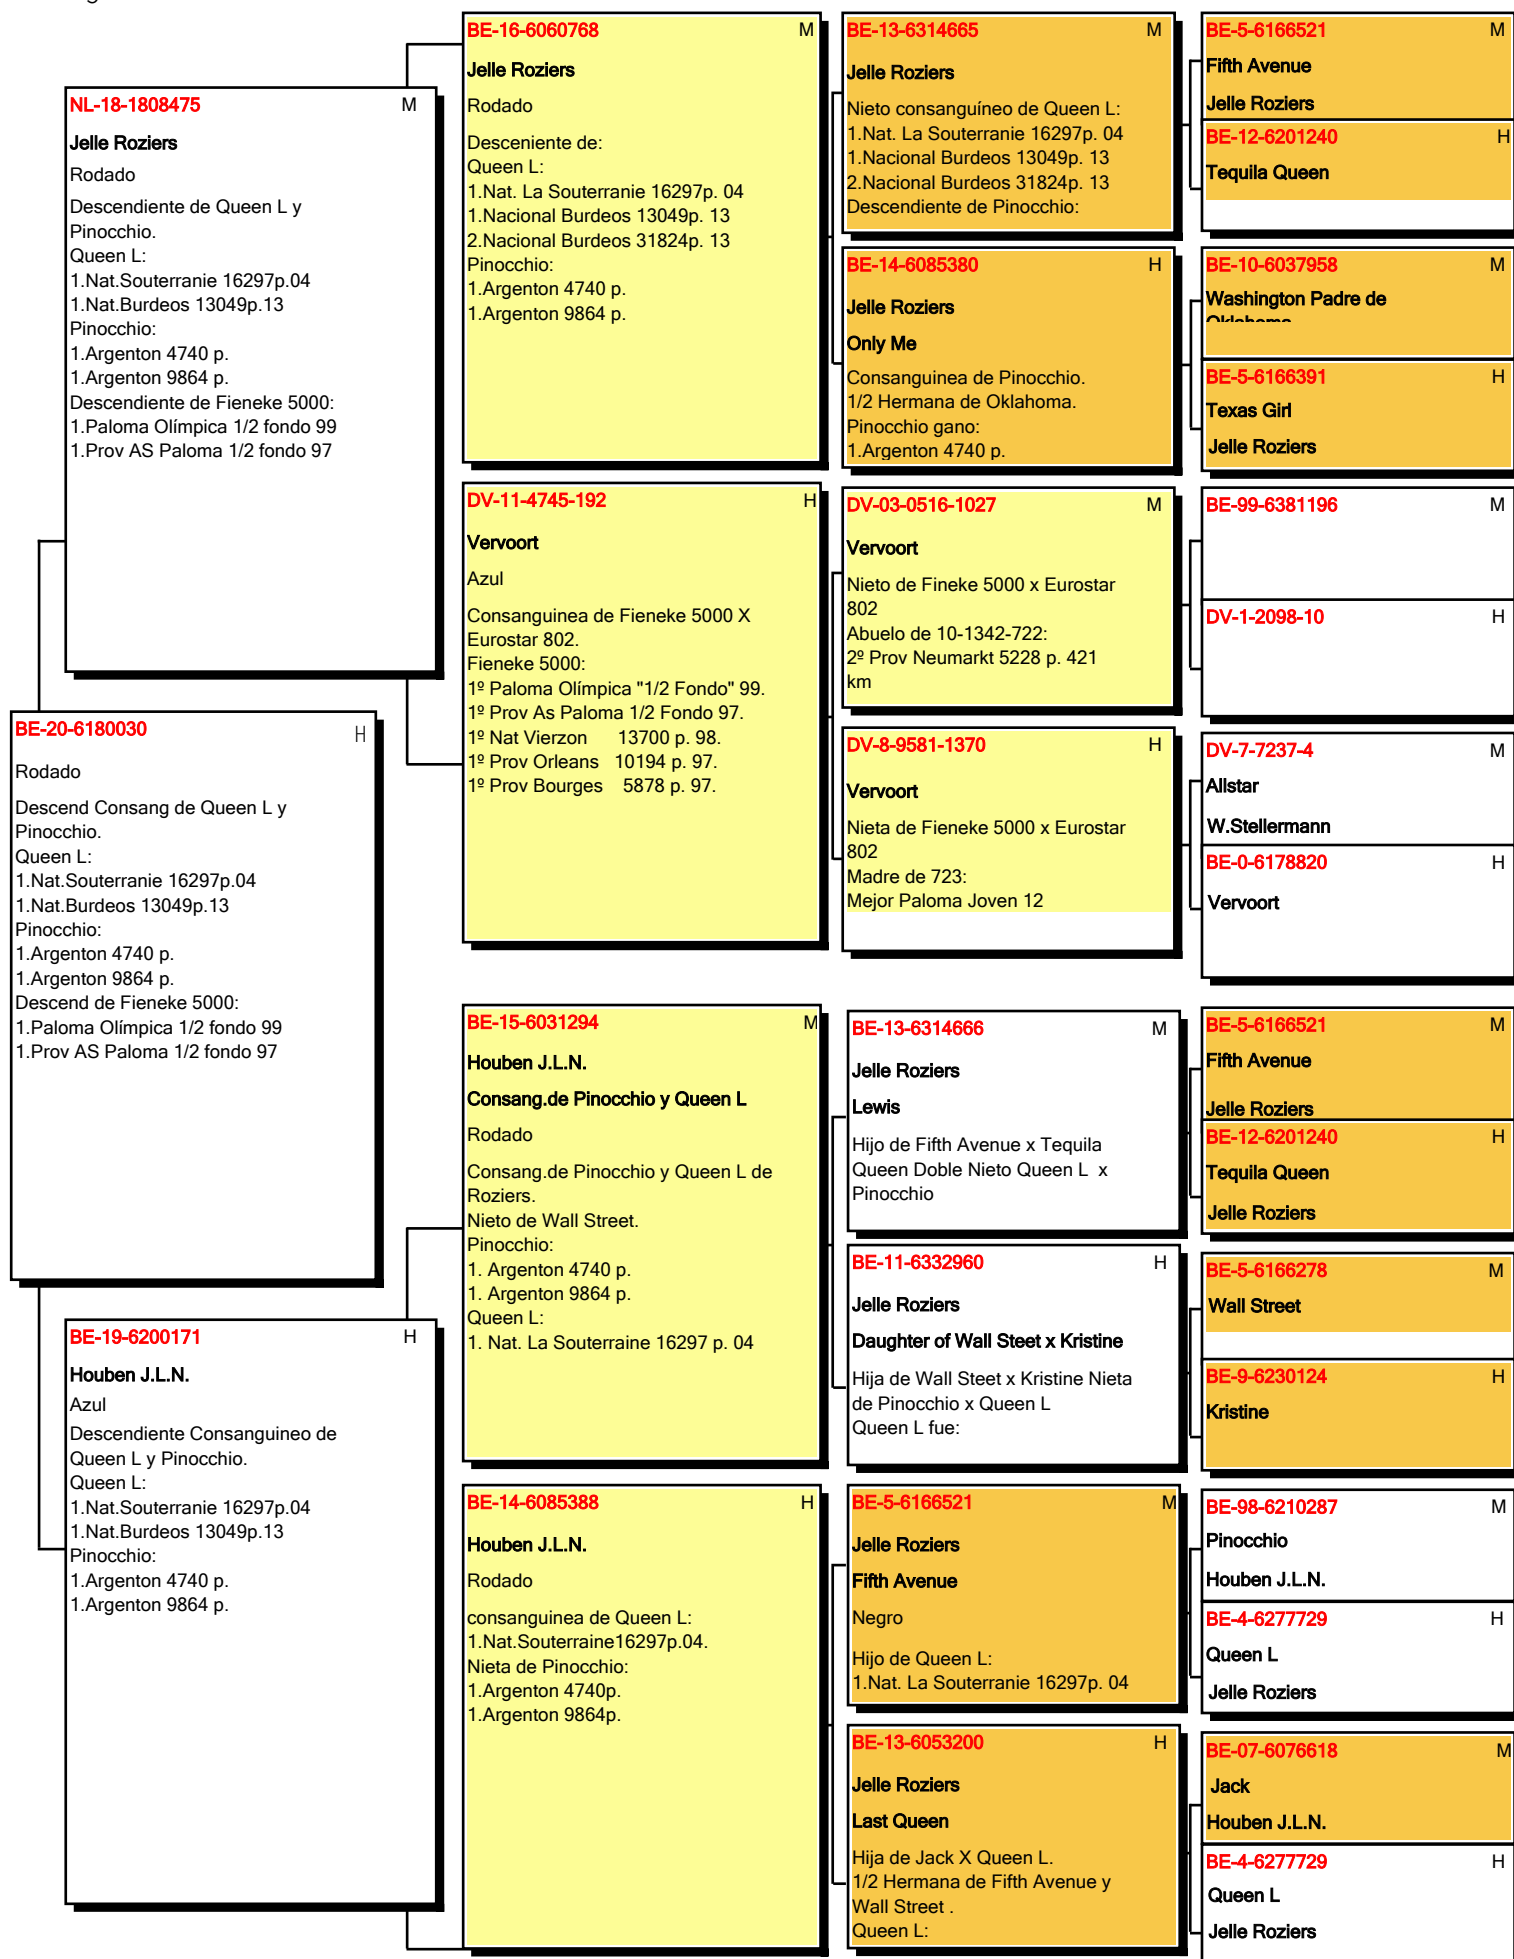 BE-20-6180030 H
Rodado
Descend Consang de Queen L y
Pinocchio.
Queen L:
1.Nat.Souterranie 16297p.04
1.Nat.Burdeos 13049p.13
Pinocchio:
1.Argenton 4740 p.
1.Argenton 9864 p.
Descend de Fieneke 5000:
1.Paloma Olímpica 1/2 fondo 99
1.Prov AS Paloma 1/2 fondo 97
NL-18-1808475 M
Jelle Roziers
Rodado
Descendiente de Queen L y
Pinocchio.
Queen L:
1.Nat.Souterranie 16297p.04
1.Nat.Burdeos 13049p.13
Pinocchio:
1.Argenton 4740 p.
1.Argenton 9864 p.
Descendiente de Fieneke 5000:
1.Paloma Olímpica 1/2 fondo 99
1.Prov AS Paloma 1/2 fondo 97
BE-19-6200171 H
Houben J.L.N.
Azul
Descendiente Consanguineo de
Queen L y Pinocchio.
Queen L:
1.Nat.Souterranie 16297p.04
1.Nat.Burdeos 13049p.13
Pinocchio:
1.Argenton 4740 p.
1.Argenton 9864 p.
BE-16-6060768 M
Jelle Roziers
Rodado
Desceniente de:
Queen L:
1.Nat. La Souterranie 16297p. 04
1.Nacional Burdeos 13049p. 13
2.Nacional Burdeos 31824p. 13
Pinocchio:
1.Argenton 4740 p.
1.Argenton 9864 p.
DV-11-4745-192 H
Vervoort
Azul
Consanguinea de Fieneke 5000 X
Eurostar 802.
Fieneke 5000:
1º Paloma Olímpica "1/2 Fondo" 99.
1º Prov As Paloma 1/2 Fondo 97.
1º Nat Vierzon 13700 p. 98.
1º Prov Orleans 10194 p. 97.
1º Prov Bourges 5878 p. 97.
BE-15-6031294 M
Houben J.L.N.
Consang.de Pinocchio y Queen L
Rodado
Consang.de Pinocchio y Queen L de
Roziers.
Nieto de Wall Street.
Pinocchio:
1. Argenton 4740 p.
1. Argenton 9864 p.
Queen L:
1. Nat. La Souterraine 16297 p. 04
BE-14-6085388 H
Houben J.L.N.
Rodado
consanguinea de Queen L:
1.Nat.Souterraine16297p.04.
Nieta de Pinocchio:
1.Argenton 4740p.
1.Argenton 9864p.
BE-13-6314665 M
Jelle Roziers
Nieto consanguíneo de Queen L:
1.Nat. La Souterranie 16297p. 04
1.Nacional Burdeos 13049p. 13
2.Nacional Burdeos 31824p. 13
Descendiente de Pinocchio:
BE-14-6085380 H
Jelle Roziers
Only Me
Consanguinea de Pinocchio.
1/2 Hermana de Oklahoma.
Pinocchio gano:
1.Argenton 4740 p.
DV-03-0516-1027 M
Vervoort
Nieto de Fineke 5000 x Eurostar
802
Abuelo de 10-1342-722:
2º Prov Neumarkt 5228 p. 421
km
DV-8-9581-1370 H
Vervoort
Nieta de Fieneke 5000 x Eurostar
802
Madre de 723:
Mejor Paloma Joven 12
BE-13-6314666 M
Jelle Roziers
Lewis
Hijo de Fifth Avenue x Tequila
Queen Doble Nieto Queen L x
Pinocchio
BE-11-6332960 H
Jelle Roziers
Daughter of Wall Steet x Kristine
Hija de Wall Steet x Kristine Nieta
de Pinocchio x Queen L
Queen L fue:
BE-5-6166521 M
Jelle Roziers
Fifth Avenue
Negro
Hijo de Queen L:
1.Nat. La Souterranie 16297p. 04
BE-13-6053200 H
Jelle Roziers
Last Queen
Hija de Jack X Queen L.
1/2 Hermana de Fifth Avenue y
Wall Street .
Queen L:
BE-5-6166521 M
Fifth Avenue
Jelle Roziers
BE-12-6201240 H
Tequila Queen
BE-10-6037958 M
Washington Padre de
Oklahoma
BE-5-6166391 H
Texas Girl
Jelle Roziers
BE-99-6381196 M
DV-1-2098-10 H
DV-7-7237-4 M
Allstar
W.Stellermann
BE-0-6178820 H
Vervoort
BE-5-6166521 M
Fifth Avenue
Jelle Roziers
BE-12-6201240 H
Tequila Queen
Jelle Roziers
BE-5-6166278 M
Wall Street
BE-9-6230124 H
Kristine
BE-98-6210287 M
Pinocchio
Houben J.L.N.
BE-4-6277729 H
Queen L
Jelle Roziers
BE-07-6076618 M
Jack
Houben J.L.N.
BE-4-6277729 H
Queen L
Jelle Roziers